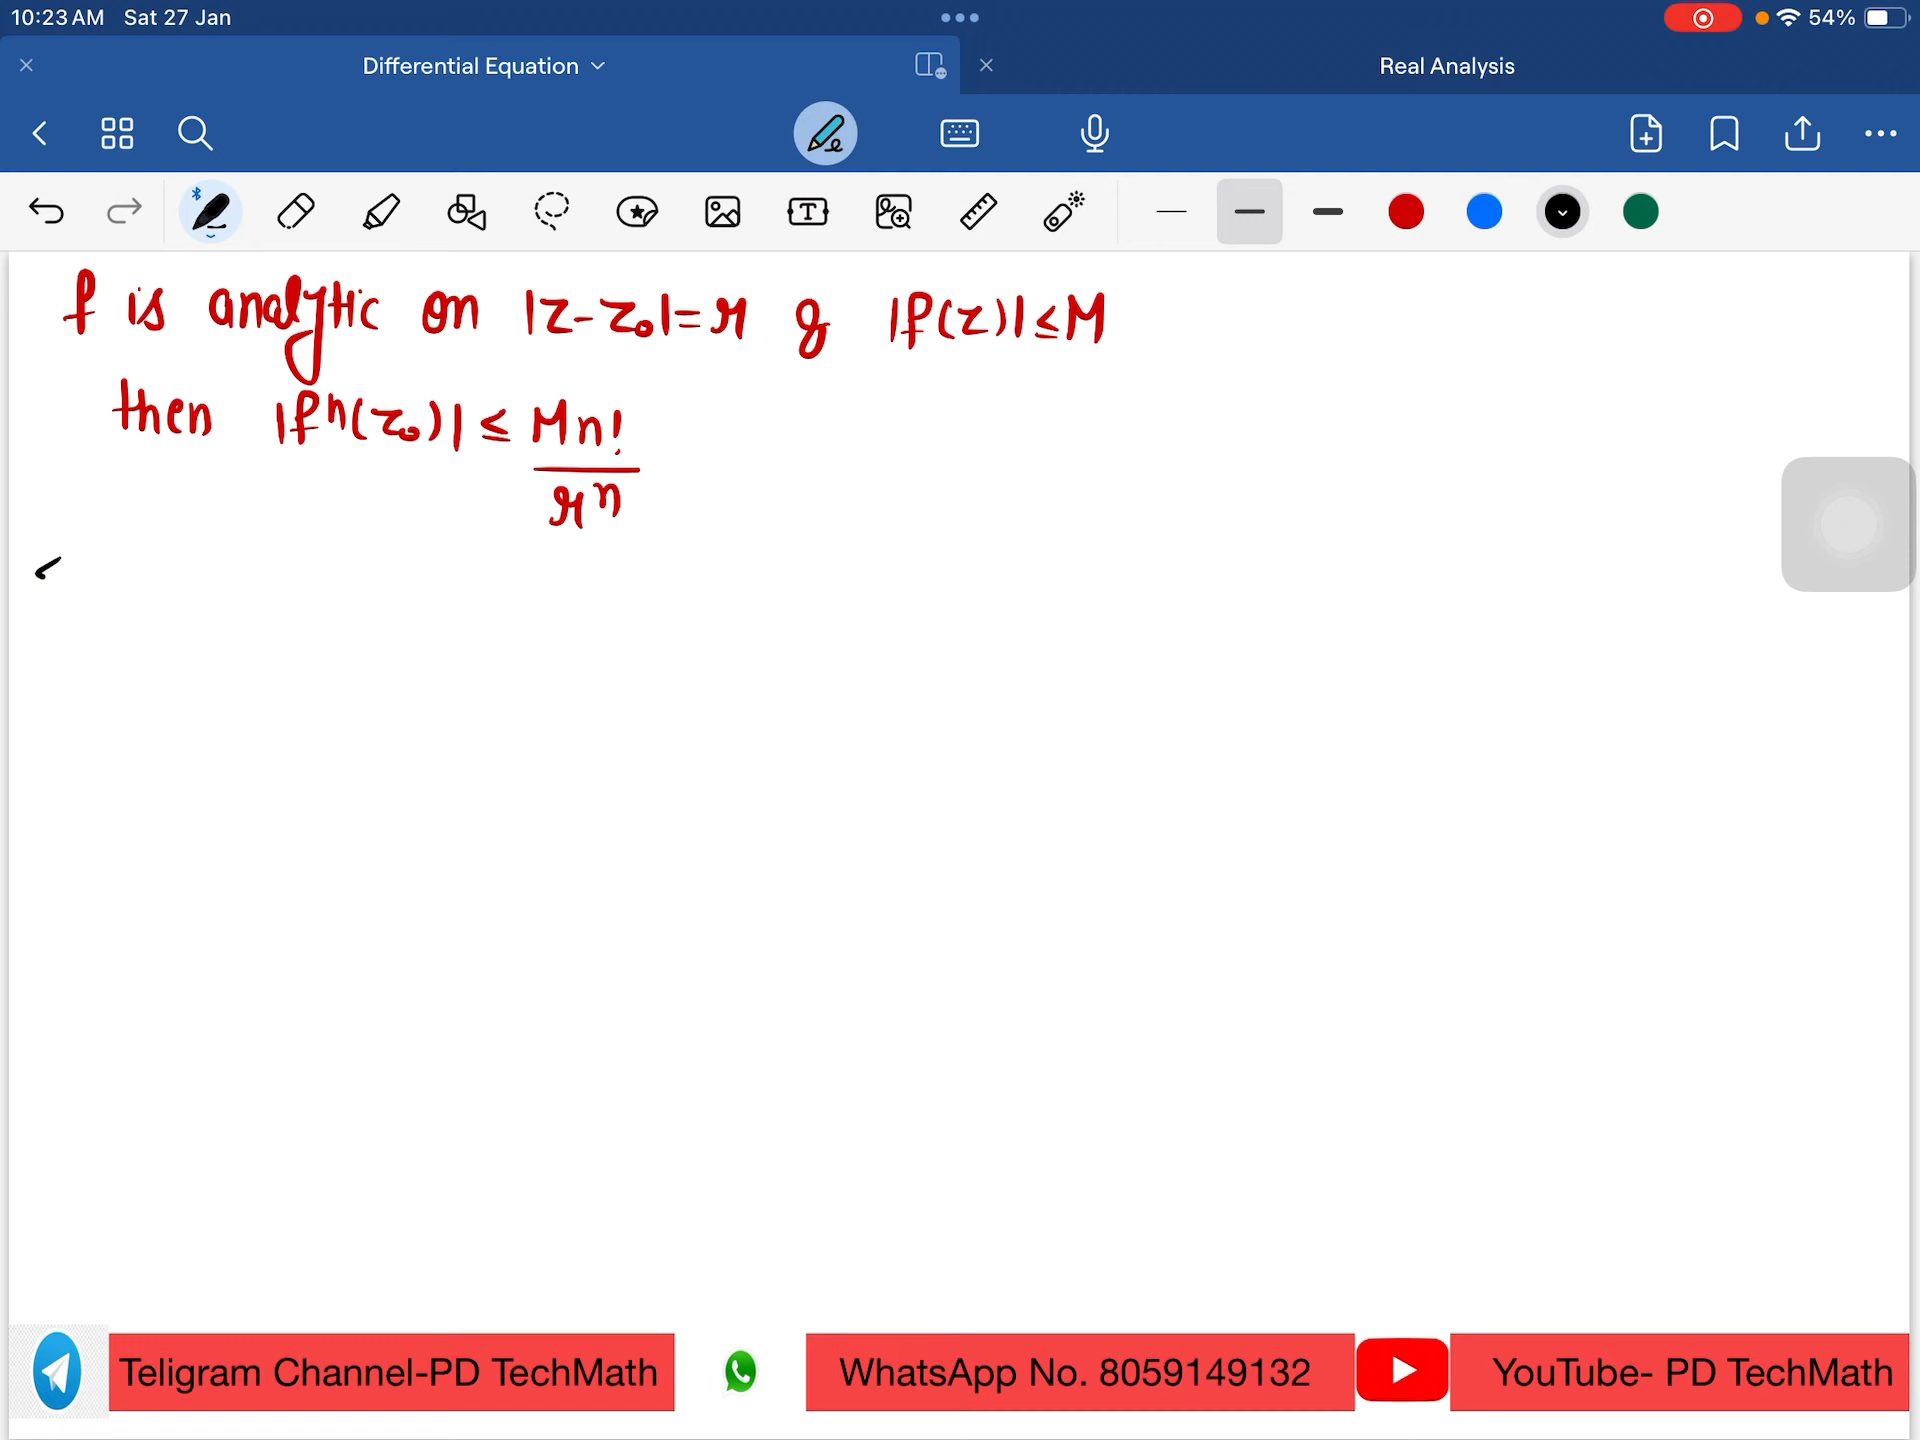 10:23 AM Sat 27 Jan
54%
Differential Equation
Real Analysis
f is analytic on |z-z₀|=r & |f(z)|≤M
then |fⁿ(z₀)| ≤ Mn!
rⁿ
Teligram Channel-PD TechMath
WhatsApp No. 8059149132
YouTube- PD TechMath